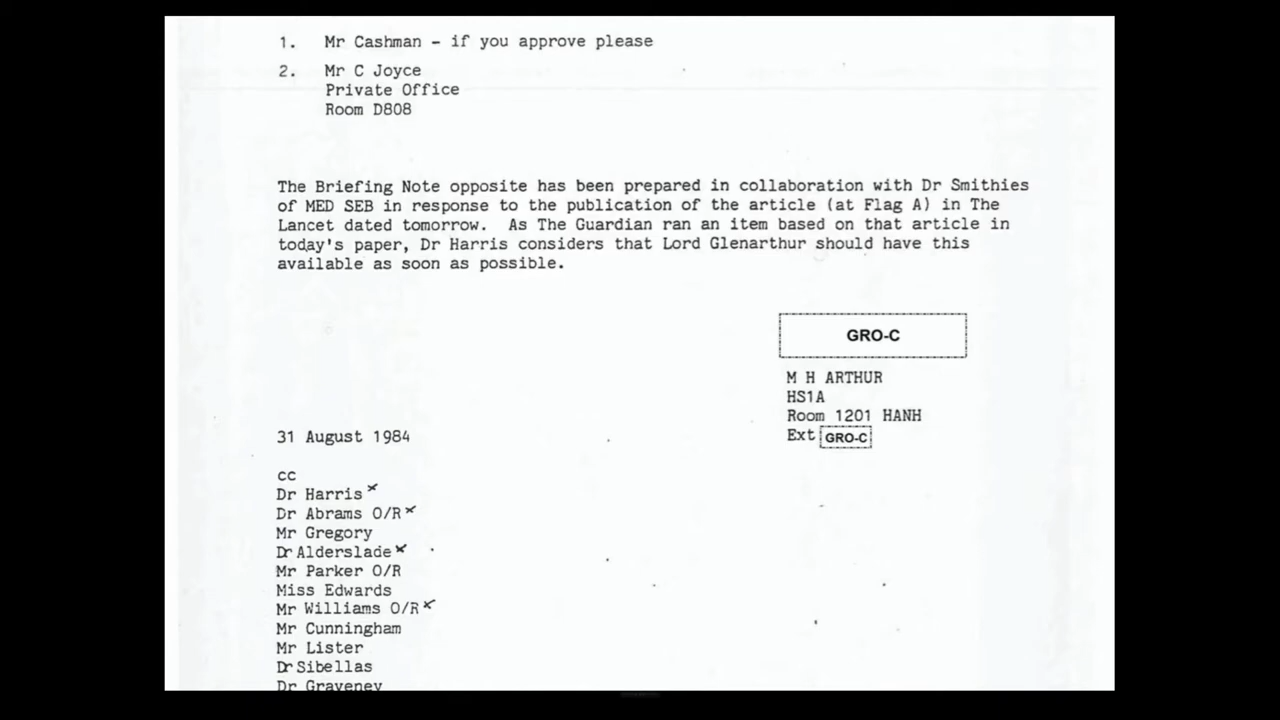 1. Mr Cashman - if you approve please
2. Mr C Joyce
Private Office
Room D808
The Briefing Note opposite has been prepared in collaboration with Dr Smithies
of MED SEB in response to the publication of the article (at Flag A) in The
Lancet dated tomorrow. As The Guardian ran an item based on that article in
today's paper, Dr Harris considers that Lord Glenarthur should have this
available as soon as possible.
GRO-C
M H ARTHUR
HS1A
Room 1201 HANH
Ext GRO-C
31 August 1984
cc
Dr Harris x
Dr Abrams O/R x
Mr Gregory
Dr Alderslade x
Mr Parker O/R
Miss Edwards
Mr Williams O/R x
Mr Cunningham
Mr Lister
Dr Sibellas
Dr Graveney